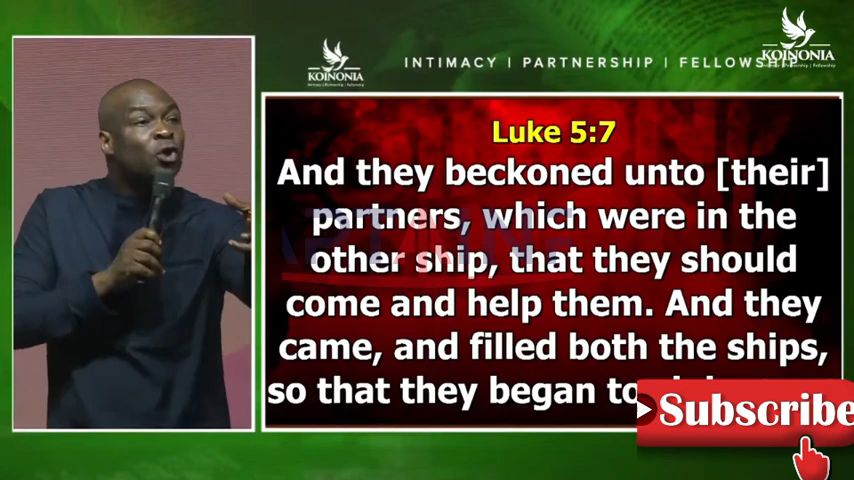 KOINONIA
INTIMACY | PARTNERSHIP | FELLOWSHIP
KOINONIA
Luke 5:7
And they beckoned unto [their]
partners, which were in the
other ship, that they should
come and help them. And they
came, and filled both the ships,
so that they began to
Subscribe